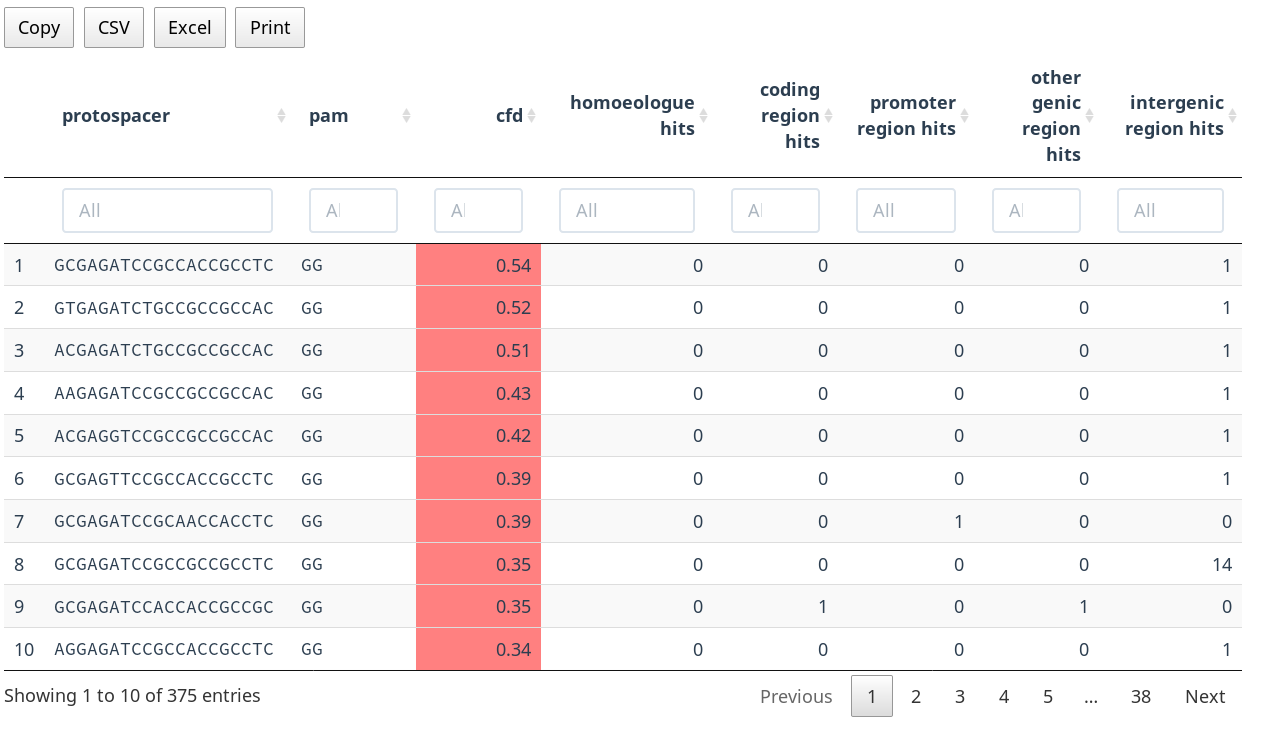 Copy CSV Excel Print
protospacer pam cfd homoeologue hits coding region hits promoter region hits other genic region hits intergenic region hits
All Al Al All Al All Al All
1 GCGAGATCCGCCACCGCCTC GG 0.54 0 0 0 0 1
2 GTGAGATCTGCCGCCGCCAC GG 0.52 0 0 0 0 1
3 ACGAGATCTGCCGCCGCCAC GG 0.51 0 0 0 0 1
4 AAGAGATCCGCCGCCGCCAC GG 0.43 0 0 0 0 1
5 ACGAGGTCCGCCGCCGCCAC GG 0.42 0 0 0 0 1
6 GCGAGTTCCGCCACCGCCTC GG 0.39 0 0 0 0 1
7 GCGAGATCCGCAACCACCTC GG 0.39 0 0 1 0 0
8 GCGAGATCCGCCGCCGCCTC GG 0.35 0 0 0 0 14
9 GCGAGATCCACCACCGCCGC GG 0.35 0 1 0 1 0
10 AGGAGATCCGCCACCGCCTC GG 0.34 0 0 0 0 1
Showing 1 to 10 of 375 entries Previous 1 2 3 4 5 … 38 Next